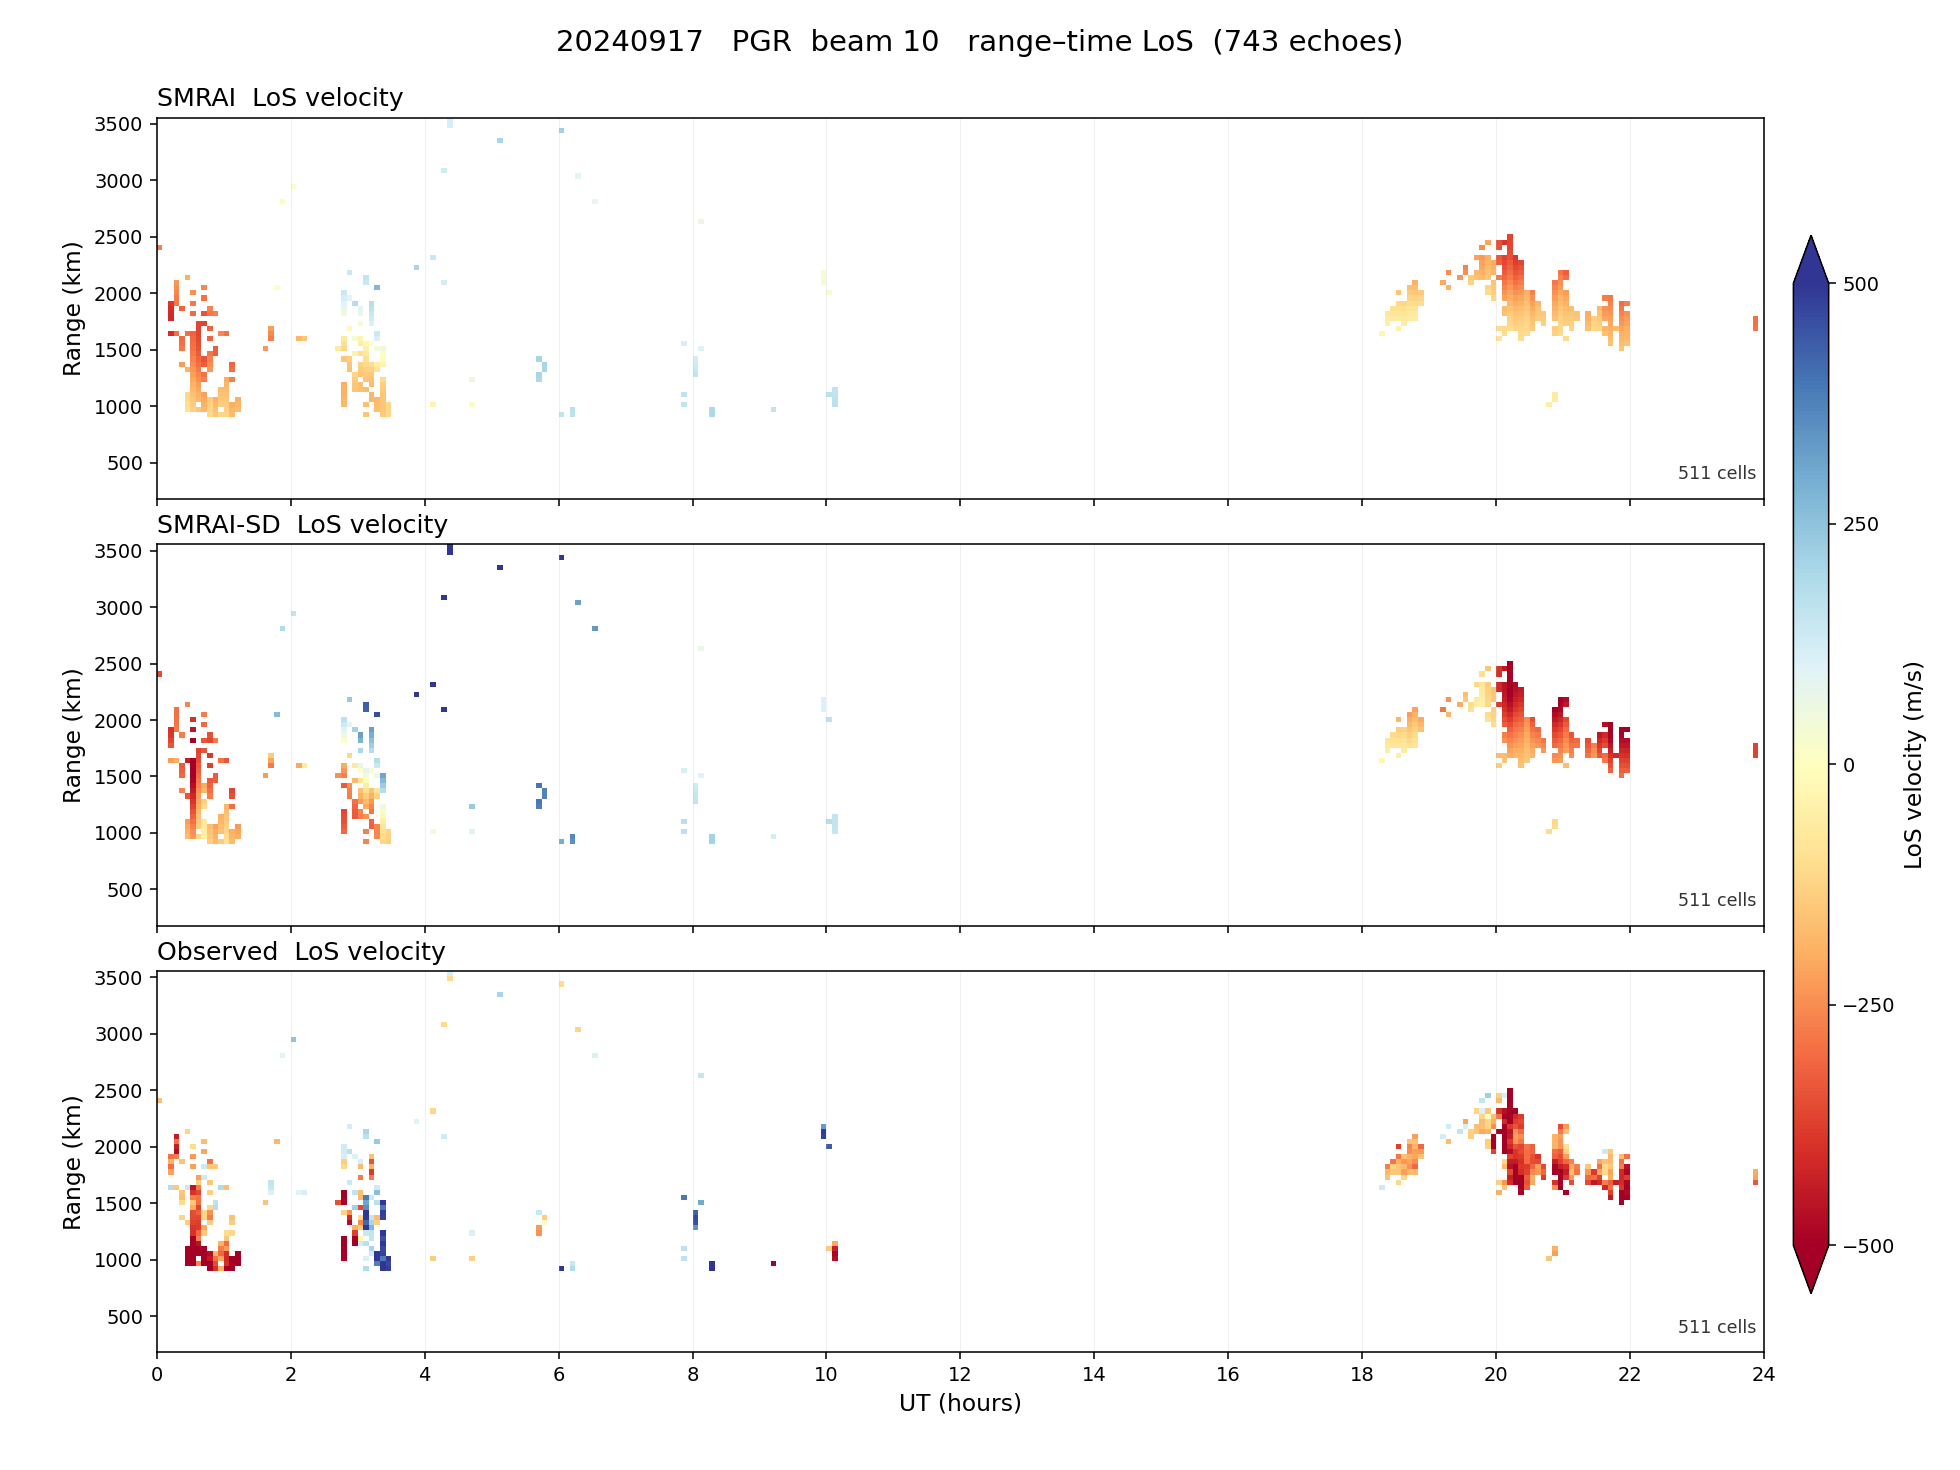 20240917   PGR  beam 10   range–time LoS  (743 echoes)
SMRAI  LoS velocity
3500
3000
2500
2000
1500
1000
500
Range (km)
511 cells
SMRAI-SD  LoS velocity
3500
3000
2500
2000
1500
1000
500
Range (km)
511 cells
Observed  LoS velocity
3500
3000
2500
2000
1500
1000
500
Range (km)
511 cells
0 2 4 6 8 10 12 14 16 18 20 22 24
UT (hours)
500
250
0
−250
−500
LoS velocity (m/s)